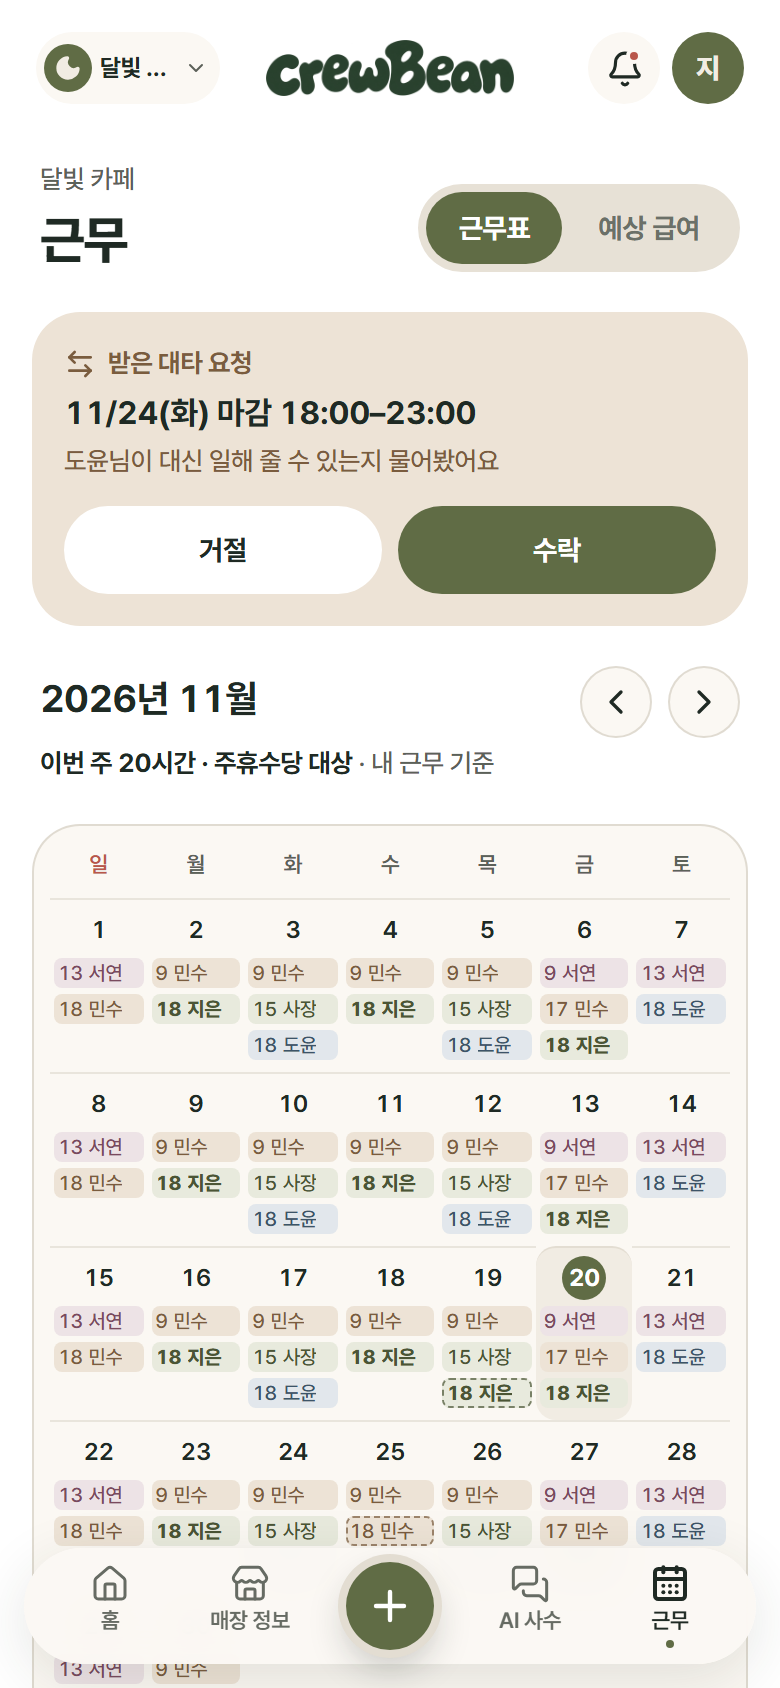 달빛 ...
CrewBean
지
달빛 카페
근무
근무표 예상 급여
받은 대타 요청
11/24(화) 마감 18:00–23:00
도윤님이 대신 일해 줄 수 있는지 물어봤어요
거절 수락
2026년 11월
이번 주 20시간 · 주휴수당 대상 · 내 근무 기준
일 월 화 수 목 금 토
1 2 3 4 5 6 7
13 서연 9 민수 9 민수 9 민수 9 민수 9 서연 13 서연
18 민수 18 지은 15 사장 18 지은 15 사장 17 민수 18 도윤
18 도윤 18 도윤 18 지은
8 9 10 11 12 13 14
13 서연 9 민수 9 민수 9 민수 9 민수 9 서연 13 서연
18 민수 18 지은 15 사장 18 지은 15 사장 17 민수 18 도윤
18 도윤 18 도윤 18 지은
15 16 17 18 19 20 21
13 서연 9 민수 9 민수 9 민수 9 민수 9 서연 13 서연
18 민수 18 지은 15 사장 18 지은 15 사장 17 민수 18 도윤
18 도윤 18 지은 18 지은
22 23 24 25 26 27 28
13 서연 9 민수 9 민수 9 민수 9 민수 9 서연 13 서연
18 민수 18 지은 15 사장 18 민수 15 사장 17 민수 18 도윤
홈 매장 정보 AI 사수 근무
13 서연 9 민수